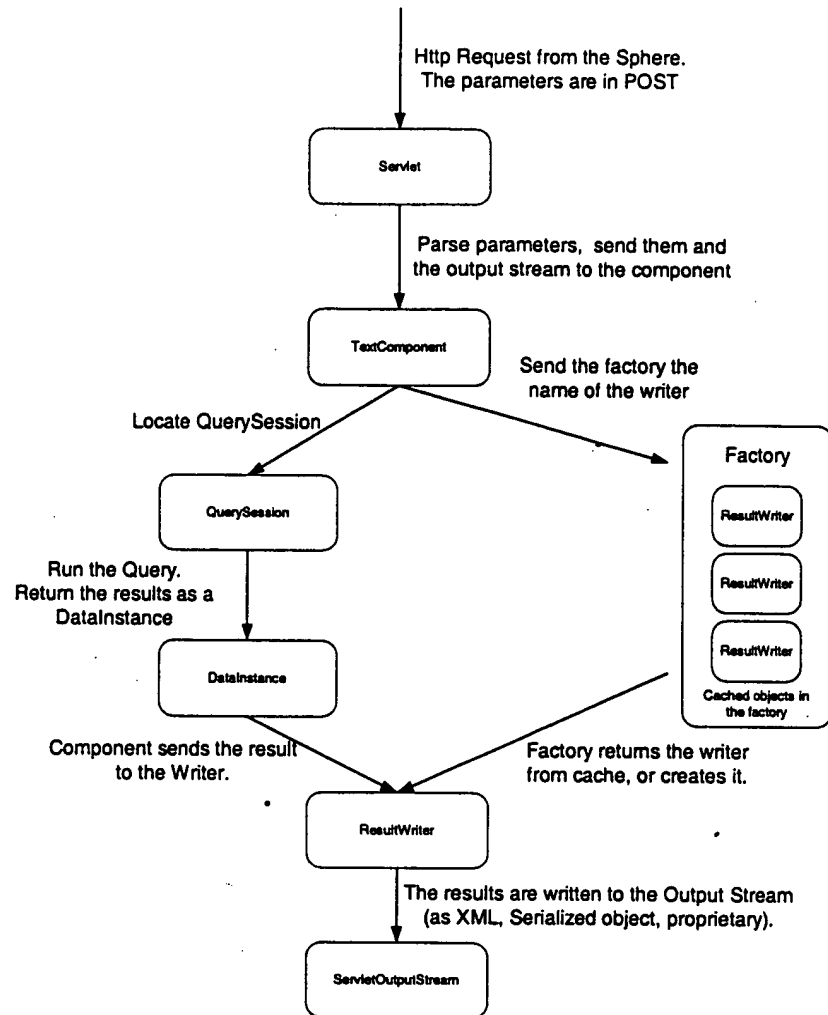 Http Request from the Sphere.
The parameters are in POST
Servlet
Parse parameters, send them and
the output stream to the component
TextComponent
Send the factory the
name of the writer
Locate QuerySession
Factory
QuerySession
ResultWriter
Run the Query.
Return the results as a
DataInstance
ResultWriter
ResultWriter
DataInstance
Cached objects in
the factory
Component sends the result
to the Writer.
Factory returns the writer
from cache, or creates it.
ResultWriter
The results are written to the Output Stream
(as XML, Serialized object, proprietary).
ServletOutputStream